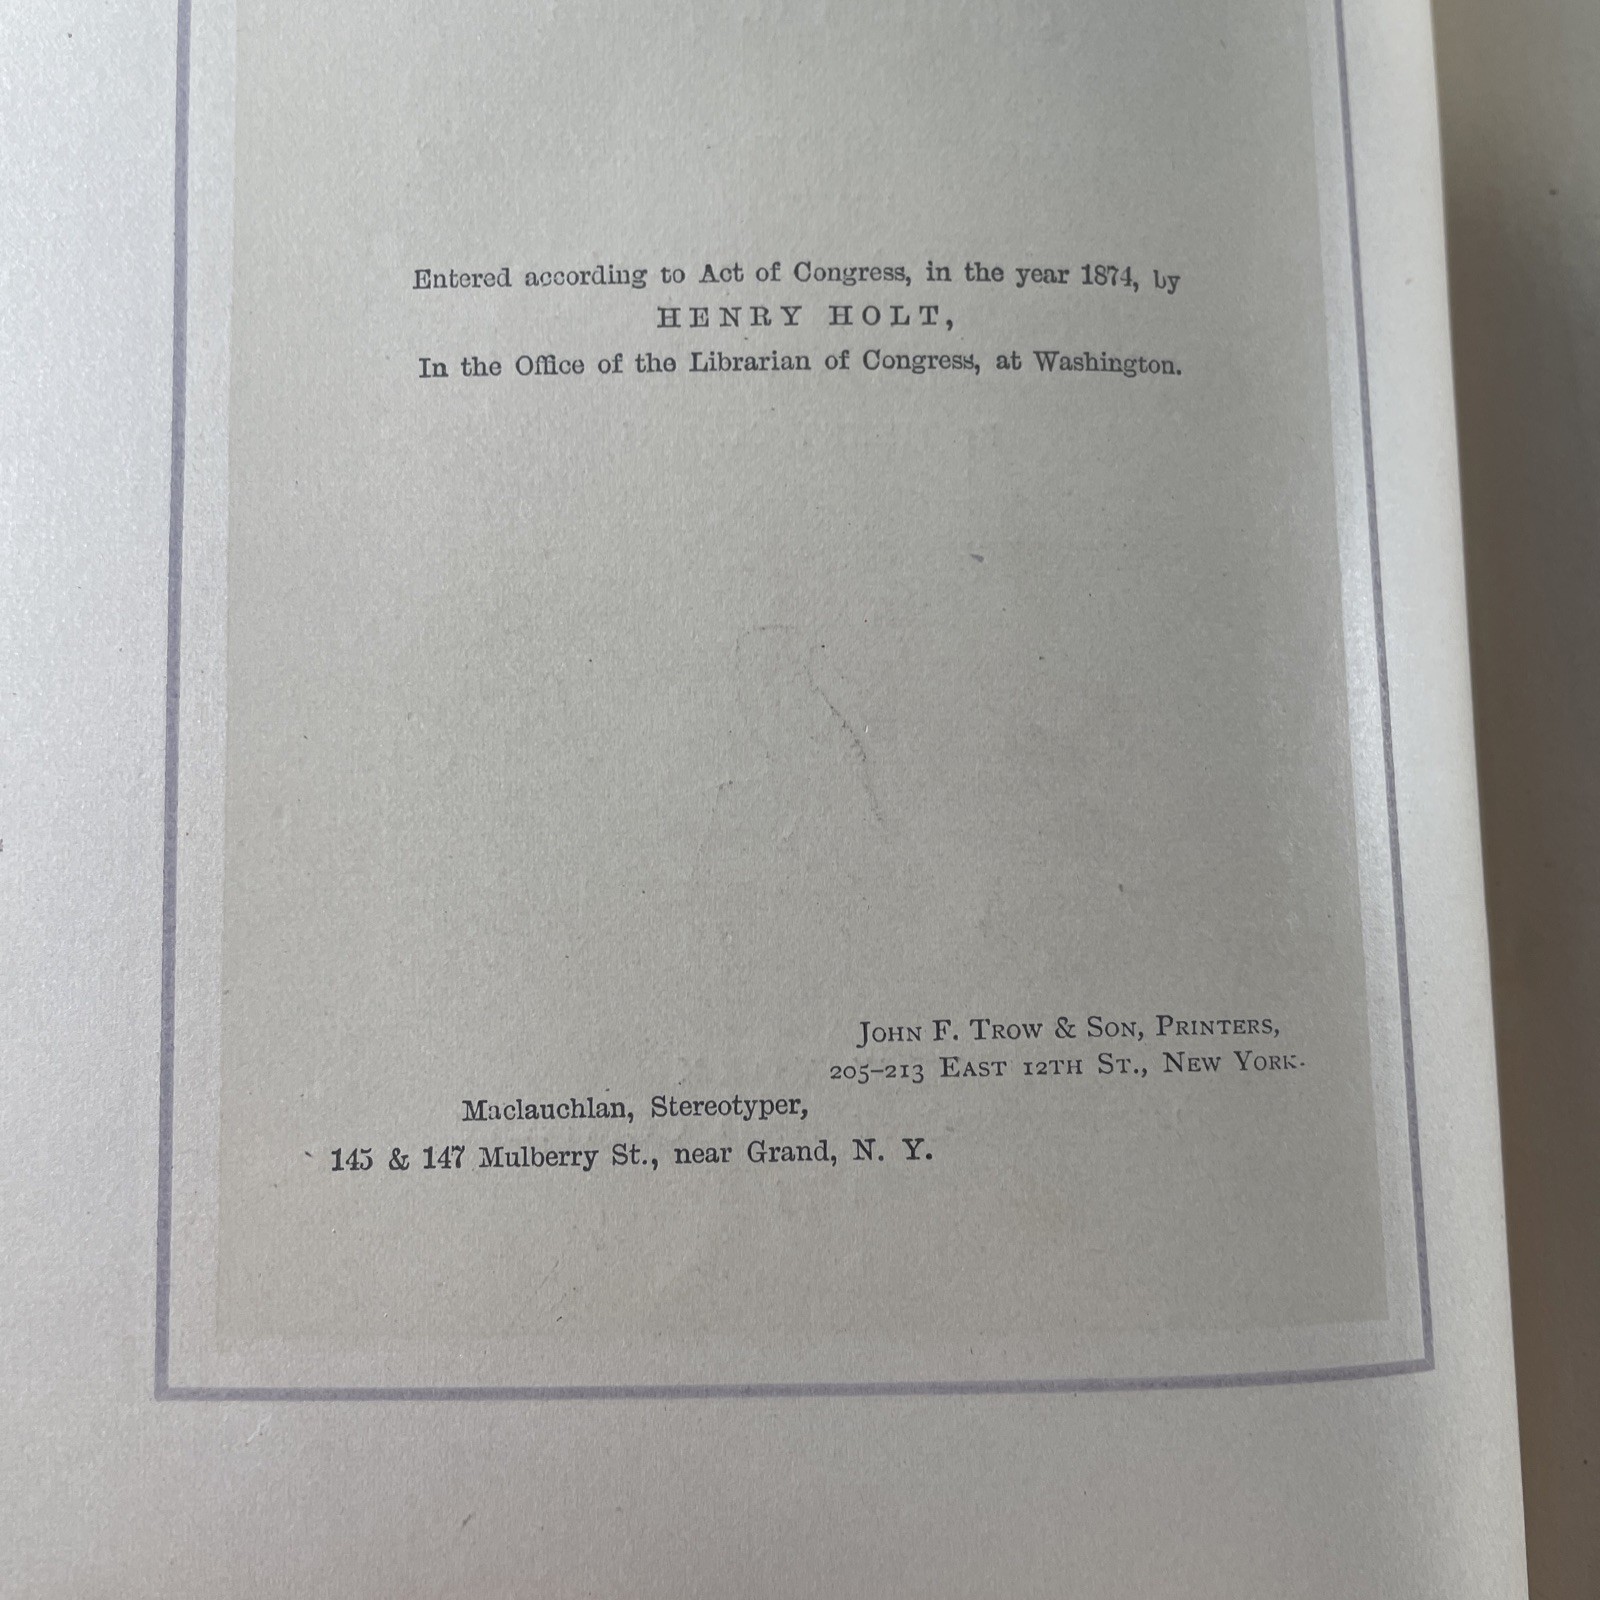 Entered according to Act of Congress, in the year 1874, by
HENRY HOLT,
In the Office of the Librarian of Congress, at Washington.
John F. Trow & Son, Printers,
205–213 East 12th St., New York.
Maclauchlan, Stereotyper,
145 & 147 Mulberry St., near Grand, N. Y.